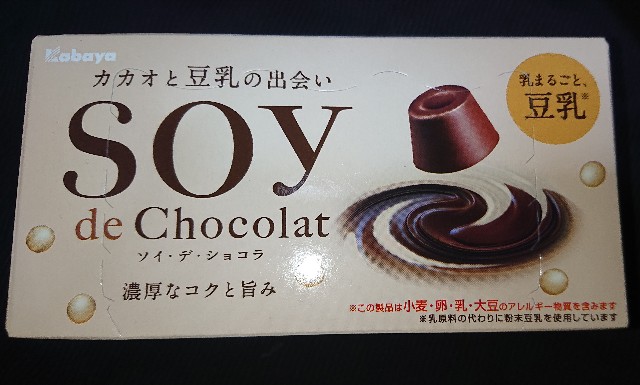 Kabaya
カカオと豆乳の出会い
乳まるごと、
豆乳※
soy
de Chocolat
ソイ・デ・ショコラ
濃厚なコクと旨み
※この製品は小麦・卵・乳・大豆のアレルギー物質を含みます
※乳原料の代わりに粉末豆乳を使用しています